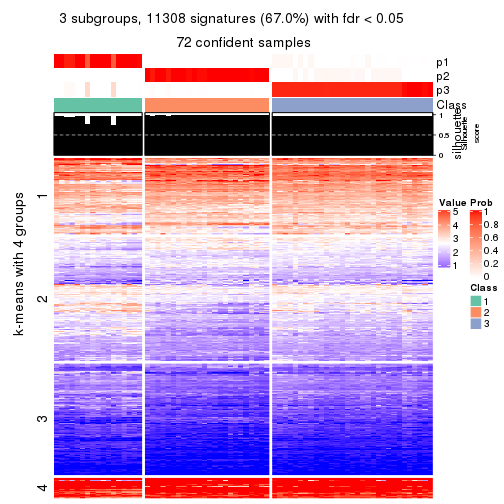 3 subgroups, 11308 signatures (67.0%) with fdr < 0.05
72 confident samples
p1
p2
p3
Class
1
0.5
0
silhouette
Silhouette
score
k-means with 4 groups
1
2
3
4
Value
5
4
3
2
1
Prob
1
0.8
0.6
0.4
0.2
0
Class
1
2
3